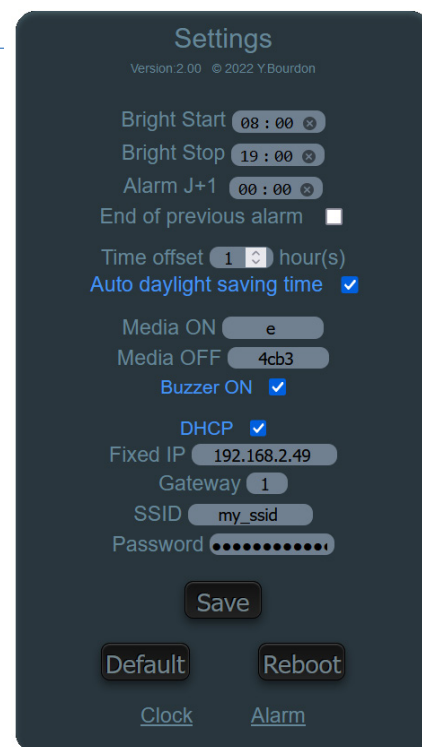 Settings
Version:2.00 © 2022 Y.Bourdon
Bright Start 08 : 00
Bright Stop 19 : 00
Alarm J+1 00 : 00
End of previous alarm
Time offset 1 hour(s)
Auto daylight saving time
Media ON e
Media OFF 4cb3
Buzzer ON
DHCP
Fixed IP 192.168.2.49
Gateway 1
SSID my_ssid
Password ●●●●●●●●●●●●
Save
Default Reboot
Clock Alarm